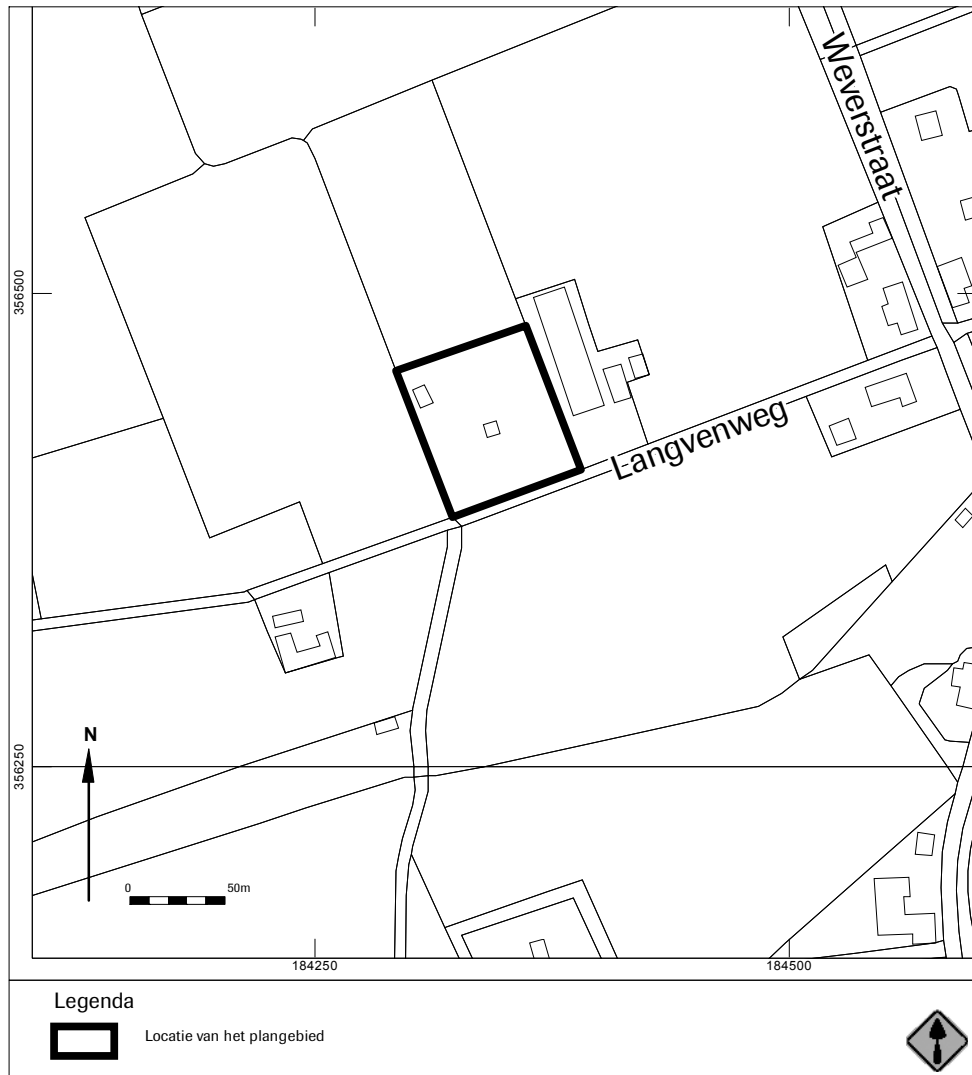 Weverstraat
356500
Langvenweg
356250
N
0 50m
184250 184500
Legenda
Locatie van het plangebied